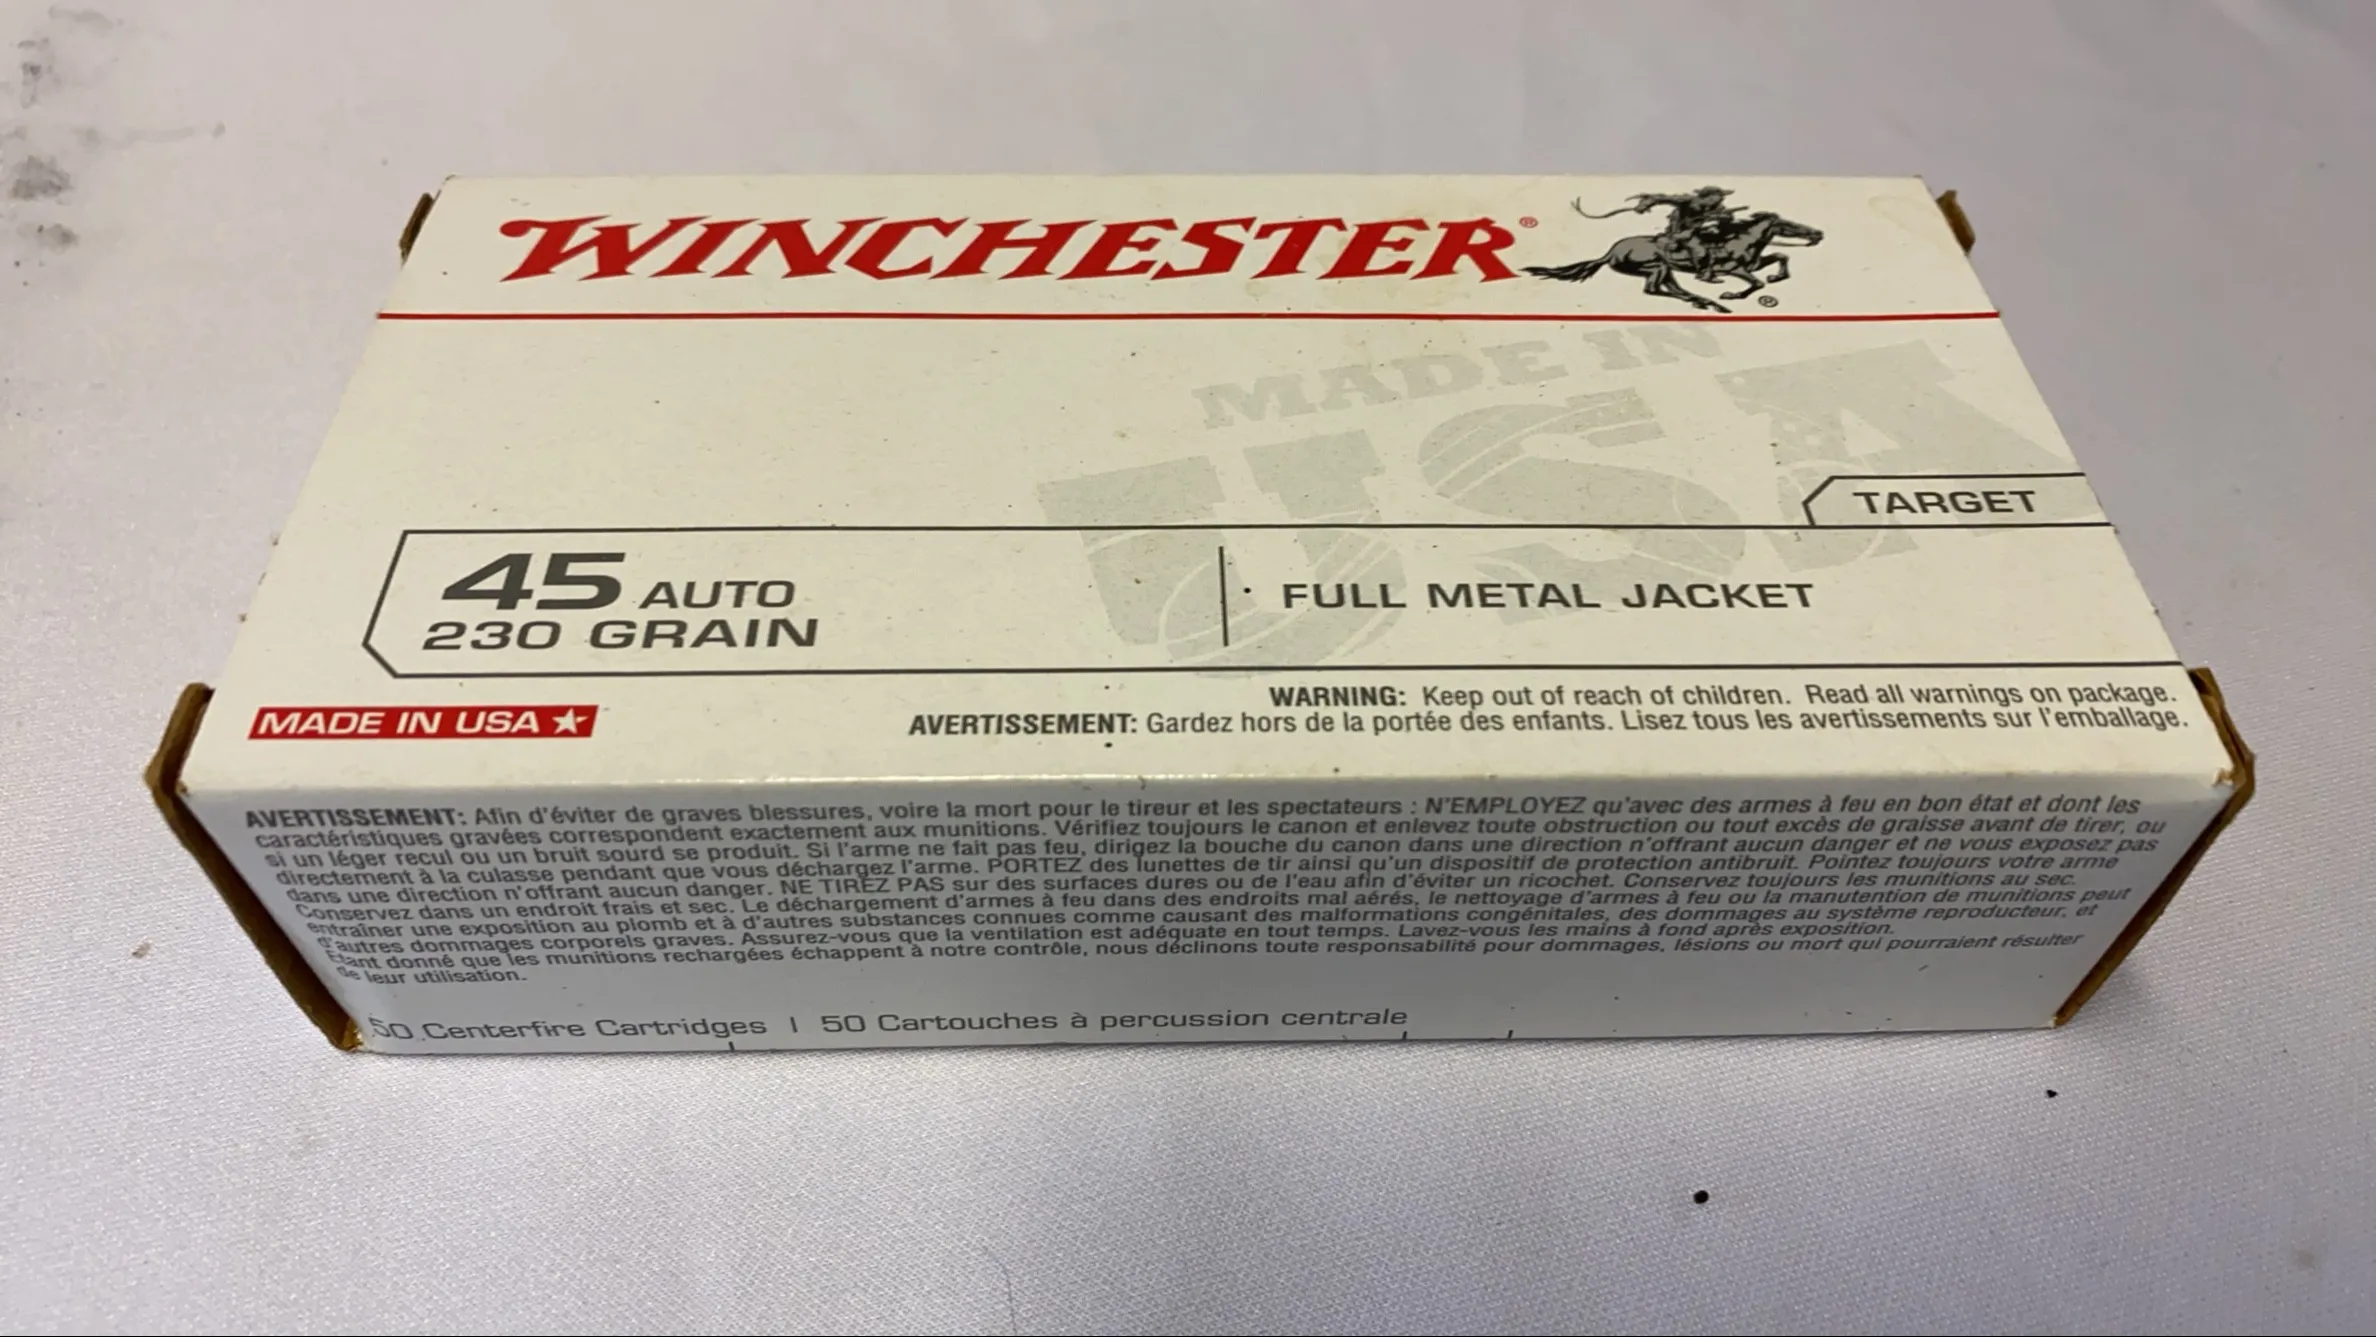 WINCHESTER®
®
MADE IN
USA
TARGET
45 AUTO
230 GRAIN
FULL METAL JACKET
MADE IN USA
WARNING: Keep out of reach of children. Read all warnings on package.
AVERTISSEMENT: Gardez hors de la portée des enfants. Lisez tous les avertissements sur l'emballage.
AVERTISSEMENT: Afin d'éviter de graves blessures, voire la mort pour le tireur et les spectateurs : N'EMPLOYEZ qu'avec des armes à feu en bon état et dont les
caractéristiques gravées correspondent exactement aux munitions. Vérifiez toujours le canon et enlevez toute obstruction ou tout excès de graisse avant de tirer, ou
si un léger recul ou un bruit sourd se produit. Si l'arme ne fait pas feu, dirigez la bouche du canon dans une direction n'offrant aucun danger et ne vous exposez pas
directement à la culasse pendant que vous déchargez l'arme. PORTEZ des lunettes de tir ainsi qu'un dispositif de protection antibruit. Pointez toujours votre arme
dans une direction n'offrant aucun danger. NE TIREZ PAS sur des surfaces dures ou de l'eau afin d'éviter un ricochet. Conservez toujours les munitions au sec.
Conservez dans un endroit frais et sec. Le déchargement d'armes à feu dans des endroits mal aérés, le nettoyage d'armes à feu ou la manutention de munitions peut
entraîner une exposition au plomb et à d'autres substances connues comme causant des malformations congénitales, des dommages au système reproducteur, et
d'autres dommages corporels graves. Assurez-vous que la ventilation est adéquate en tout temps. Lavez-vous les mains à fond après exposition.
Étant donné que les munitions rechargées échappent à notre contrôle, nous déclinons toute responsabilité pour dommages, lésions ou mort qui pourraient résulter
de leur utilisation.
50 Centerfire Cartridges | 50 Cartouches à percussion centrale